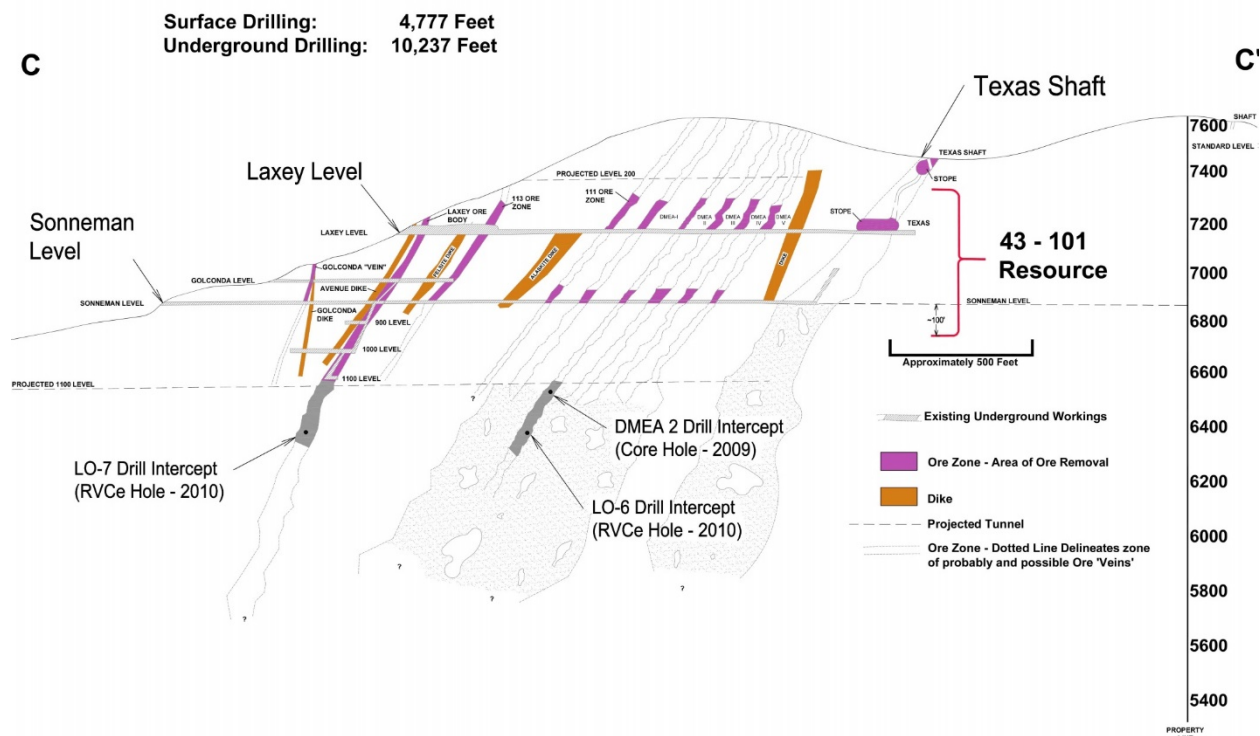 Surface Drilling: 4,777 Feet
Underground Drilling: 10,237 Feet
C
C'
Texas Shaft
7600
SHAFT
STANDARD LEVEL
7400
TEXAS SHAFT
STOPE
PROJECTED LEVEL 200
Laxey Level
113 ORE
ZONE
111 ORE
ZONE
LAXEY ORE
BODY
DMEA-I
DMEA
II
DMEA
III
DMEA
IV
DMEA
V
STOPE
TEXAS
7200
Sonneman
Level
LAXEY LEVEL
43 - 101
Resource
GOLCONDA "VEIN"
FELSITE DIKE
ALASKITE DIKE
DIKE
GOLCONDA LEVEL
7000
AVENUE DIKE
SONNEMAN LEVEL
SONNEMAN LEVEL
GOLCONDA
DIKE
900 LEVEL
~100'
6800
1000 LEVEL
Approximately 500 Feet
6600
PROJECTED 1100 LEVEL
1100 LEVEL
?
?
Existing Underground Workings
6400
DMEA 2 Drill Intercept
(Core Hole - 2009)
LO-7 Drill Intercept
(RVCe Hole - 2010)
Ore Zone - Area of Ore Removal
6200
LO-6 Drill Intercept
(RVCe Hole - 2010)
Dike
Projected Tunnel
6000
Ore Zone - Dotted Line Delineates zone
of probably and possible Ore 'Veins'
?
?
?
5800
?
5600
5400
PROPERTY